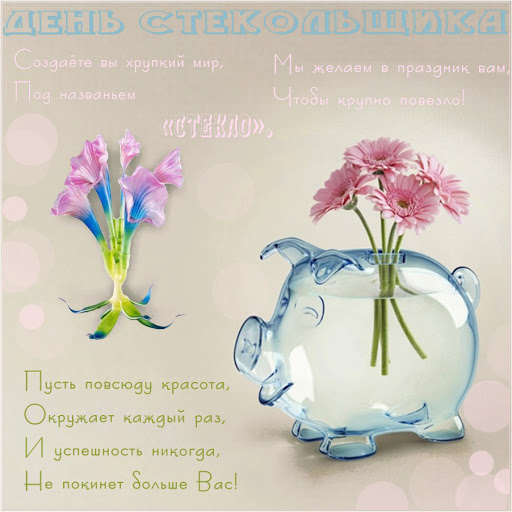 ДЕНЬ СТЕКОЛЬЩИКА
Создаёте вы хрупкий мир,
Под названьем
«СТЕКЛО».
Мы желаем в праздник вам,
Чтобы крупно повезло!
Пусть повсюду красота,
Окружает каждый раз,
И успешность никогда,
Не покинет больше Вас!